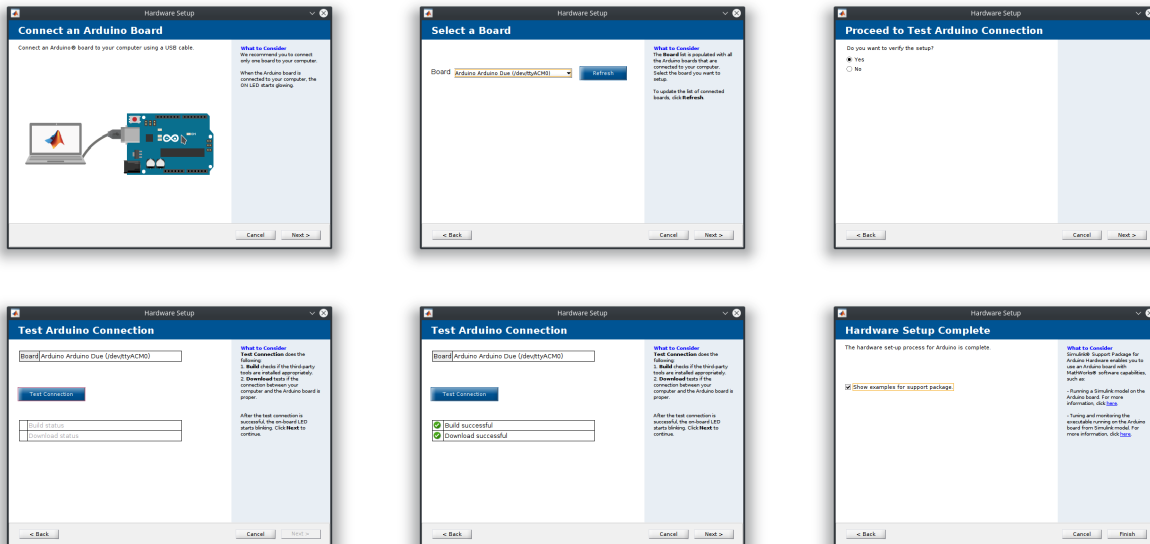 Hardware Setup
Connect an Arduino Board
Connect an Arduino® board to your computer using a USB cable.
What to Consider
We recommend you to connect
only one board to your computer.
When the Arduino board is
connected to your computer, the
ON LED starts glowing.
Cancel
Next >
Hardware Setup
Select a Board
Board
Arduino Arduino Due (/dev/ttyACM0)
Refresh
What to Consider
The Board list is populated with all
the Arduino boards that are
connected to your computer.
Select the board you want to
setup.
To update the list of connected
boards, click Refresh.
< Back
Cancel
Next >
Hardware Setup
Proceed to Test Arduino Connection
Do you want to verify the setup?
Yes
No
< Back
Cancel
Next >
Hardware Setup
Test Arduino Connection
Board Arduino Arduino Due (/dev/ttyACM0)
Test Connection
Build status
Download status
What to Consider
Test Connection does the
following:
1. Build checks if the third-party
tools are installed appropriately.
2. Download tests if the
connection between your
computer and the Arduino board is
proper.
After the test connection is
successful, the on-board LED
starts blinking. Click Next to
continue.
< Back
Cancel
Next >
Hardware Setup
Test Arduino Connection
Board Arduino Arduino Due (/dev/ttyACM0)
Test Connection
Build successful
Download successful
What to Consider
Test Connection does the
following:
1. Build checks if the third-party
tools are installed appropriately.
2. Download tests if the
connection between your
computer and the Arduino board is
proper.
After the test connection is
successful, the on-board LED
starts blinking. Click Next to
continue.
< Back
Cancel
Next >
Hardware Setup
Hardware Setup Complete
The hardware set-up process for Arduino is complete.
Show examples for support package.
What to Consider
Simulink® Support Package for
Arduino Hardware enables you to
use an Arduino board with
MathWorks® software capabilities,
such as:
- Running a Simulink model on the
Arduino board. For more
information, click here.
- Tuning and monitoring the
executable running on the Arduino
board from Simulink model. For
more information, click here.
< Back
Cancel
Finish